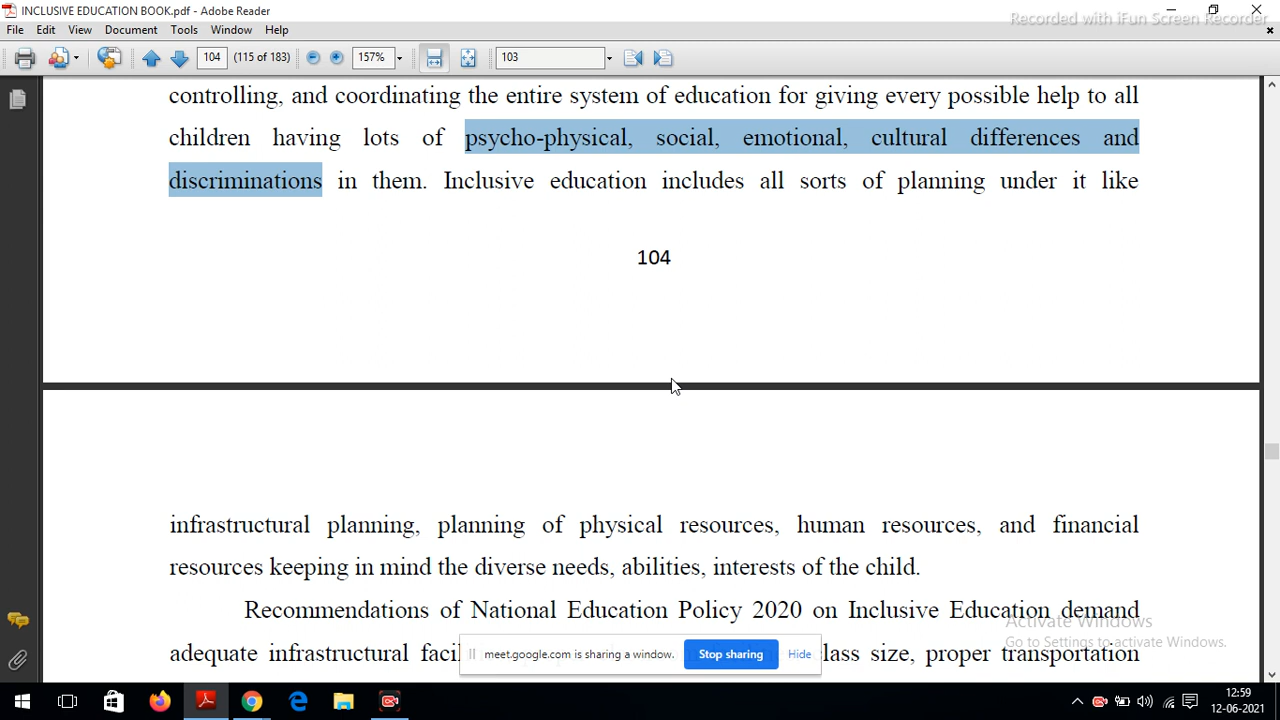 INCLUSIVE EDUCATION BOOK.pdf - Adobe Reader
Recorded with iFun Screen Recorder
File Edit View Document Tools Window Help
104 (115 of 183) 157% 103
controlling, and coordinating the entire system of education for giving every possible help to all
children having lots of psycho-physical, social, emotional, cultural differences and
discriminations in them. Inclusive education includes all sorts of planning under it like
104
infrastructural planning, planning of physical resources, human resources, and financial
resources keeping in mind the diverse needs, abilities, interests of the child.
Recommendations of National Education Policy 2020 on Inclusive Education demand
Activate Windows
Go to Settings to activate Windows.
adequate infrastructural class size, proper transportation
meet.google.com is sharing a window. Stop sharing Hide
12:59
12-06-2021